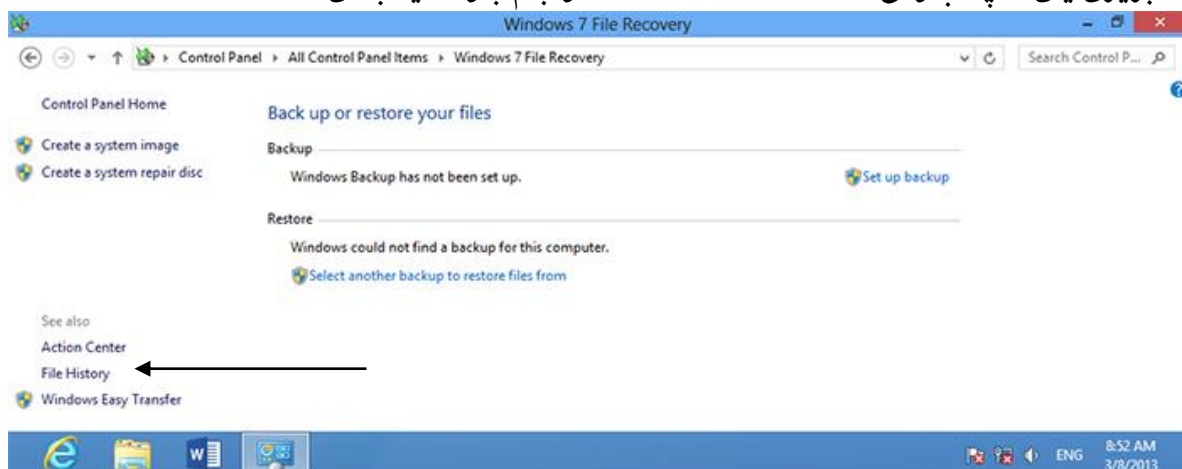 Windows 7 File Recovery
Control Panel ▸ All Control Panel Items ▸ Windows 7 File Recovery
Search Control P...
Control Panel Home
Create a system image
Create a system repair disc
Back up or restore your files
Backup
Windows Backup has not been set up.
Set up backup
Restore
Windows could not find a backup for this computer.
Select another backup to restore files from
See also
Action Center
File History
Windows Easy Transfer
ENG
8:52 AM
3/8/2013